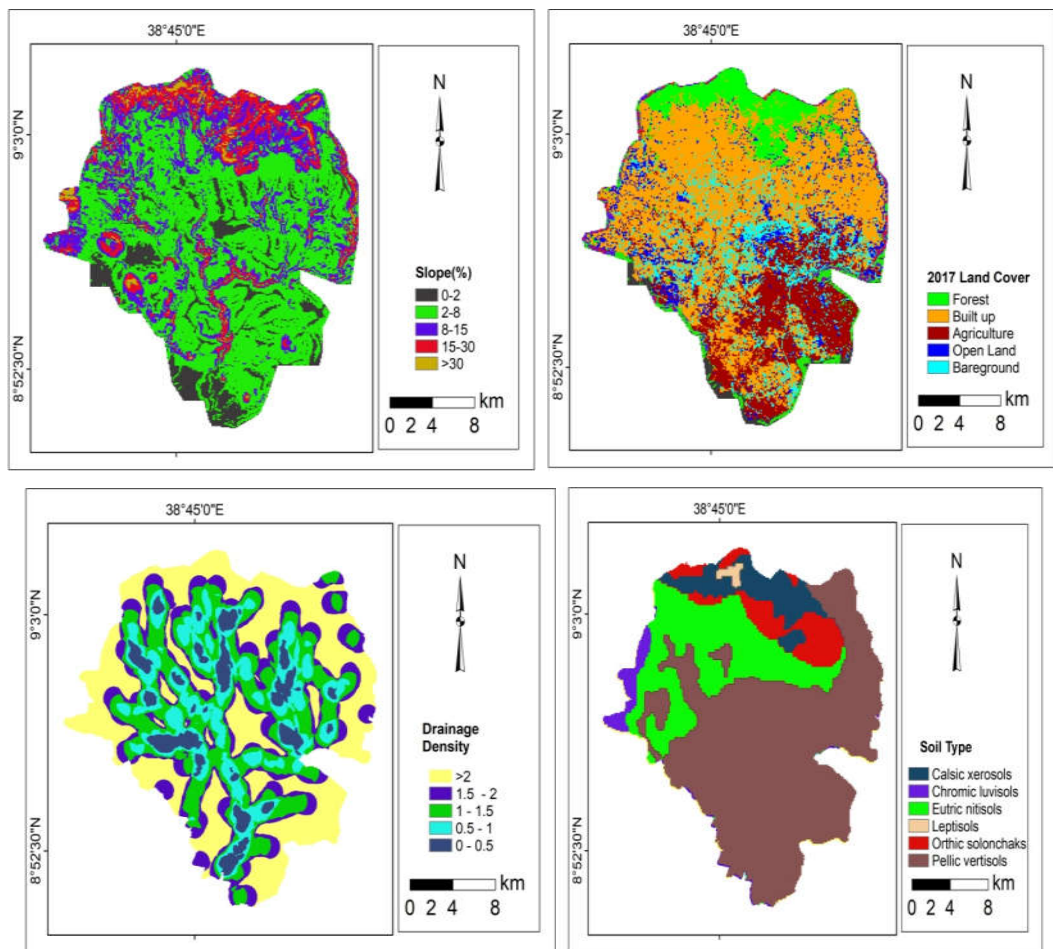 38°45'0"E
9°3'0"N
8°52'30"N
N
Slope(%)
0-2
2-8
8-15
15-30
>30
km
0 2 4 8
38°45'0"E
9°3'0"N
8°52'30"N
N
2017 Land Cover
Forest
Built up
Agriculture
Open Land
Bareground
km
0 2 4 8
38°45'0"E
9°3'0"N
8°52'30"N
N
Drainage
Density
>2
1.5 - 2
1 - 1.5
0.5 - 1
0 - 0.5
km
0 2 4 8
38°45'0"E
9°3'0"N
8°52'30"N
N
Soil Type
Calsic xerosols
Chromic luvisols
Eutric nitisols
Leptisols
Orthic solonchaks
Pellic vertisols
km
0 2 4 8